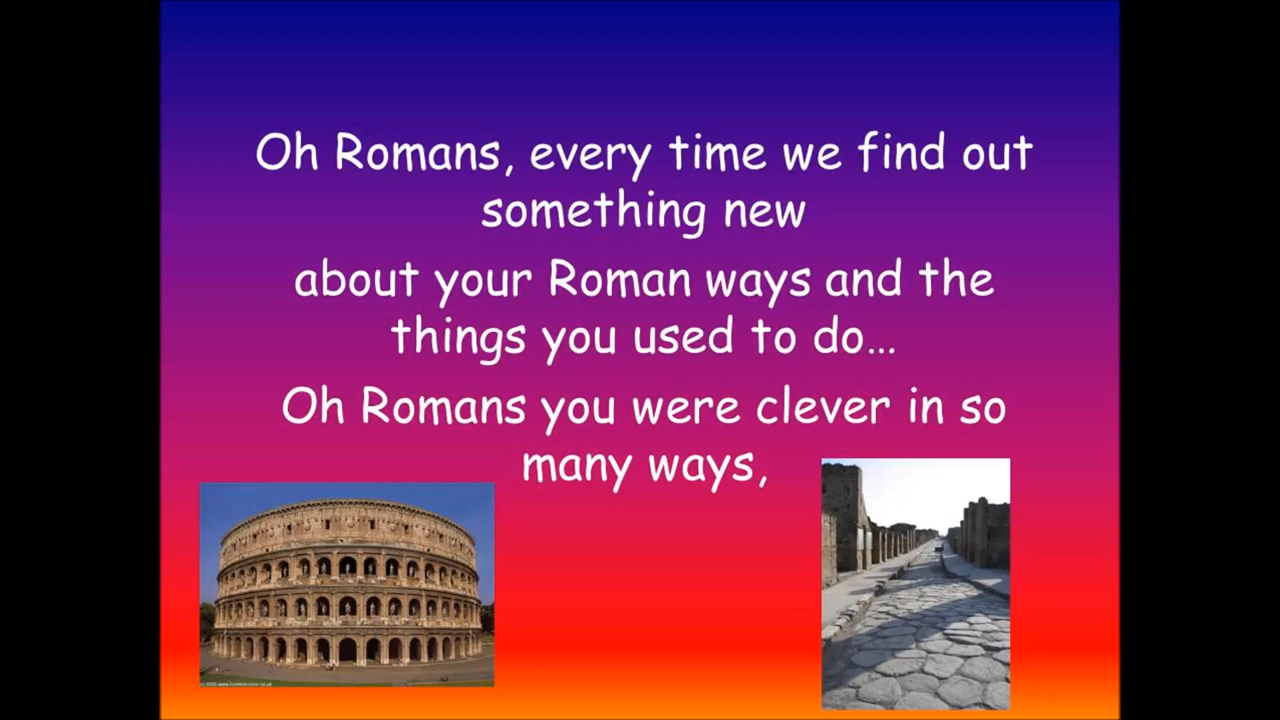 Oh Romans, every time we find out
something new
about your Roman ways and the
things you used to do...
Oh Romans you were clever in so
many ways,